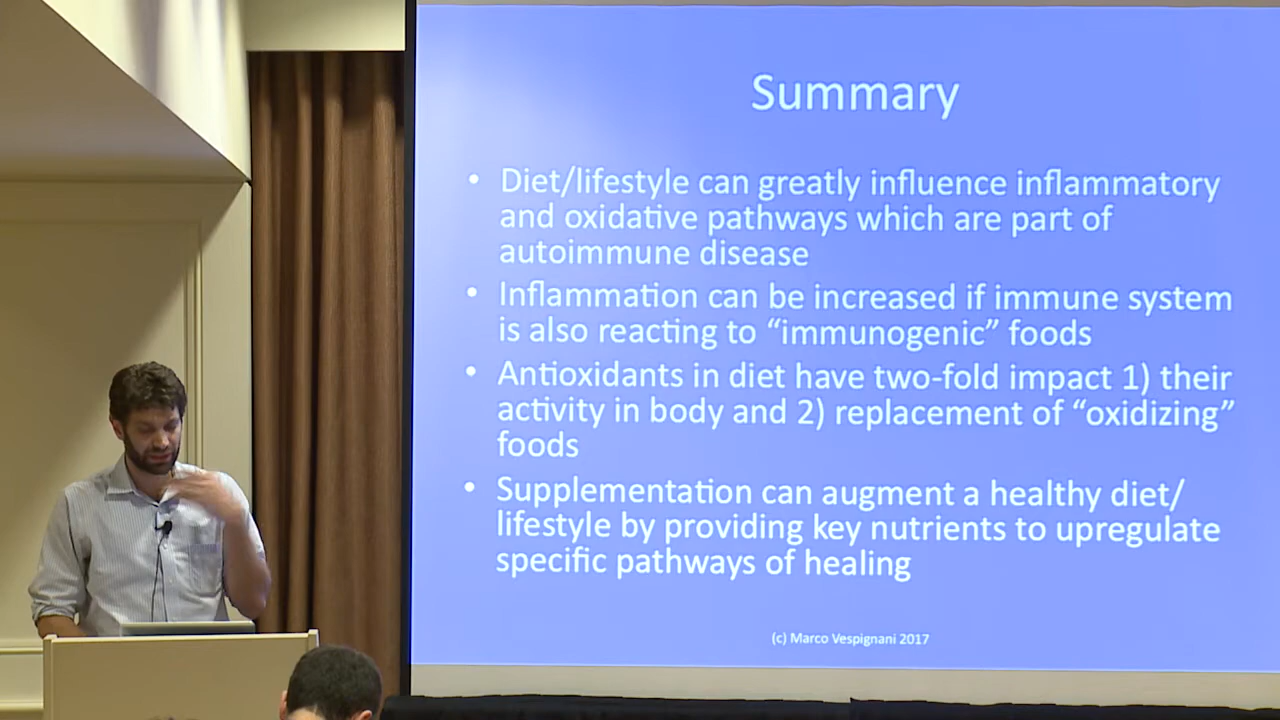 Summary
• Diet/lifestyle can greatly influence inflammatory
and oxidative pathways which are part of
autoimmune disease
• Inflammation can be increased if immune system
is also reacting to “immunogenic” foods
• Antioxidants in diet have two-fold impact 1) their
activity in body and 2) replacement of “oxidizing”
foods
• Supplementation can augment a healthy diet/
lifestyle by providing key nutrients to upregulate
specific pathways of healing
(c) Marco Vespignani 2017